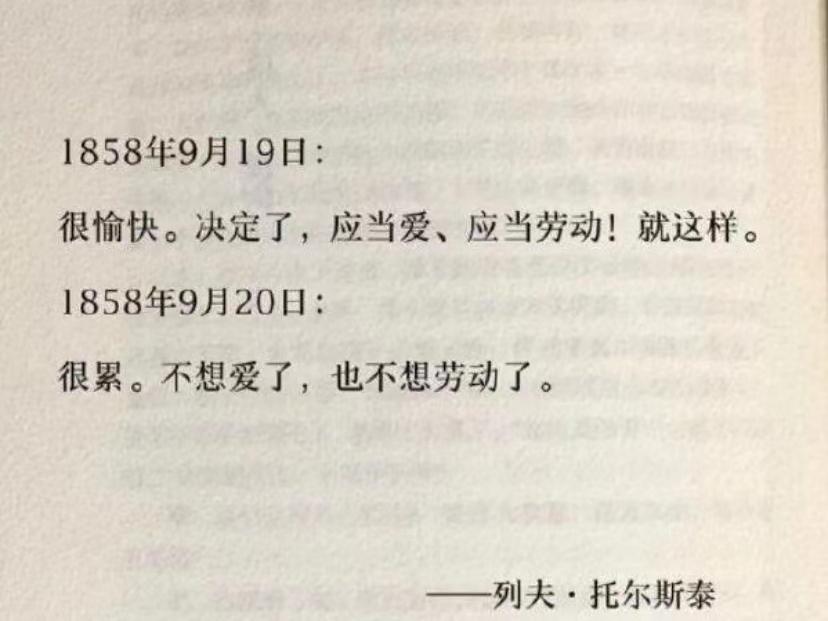 1858年9月19日：
很愉快。决定了，应当爱、应当劳动！就这样。
1858年9月20日：
很累。不想爱了，也不想劳动了。
——列夫·托尔斯泰